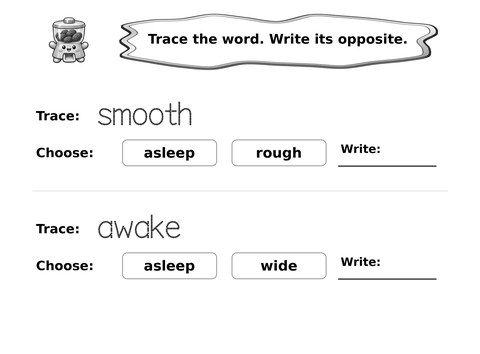 Trace the word. Write its opposite.
Trace: smooth
Choose: asleep rough Write:
Trace: awake
Choose: asleep wide Write: